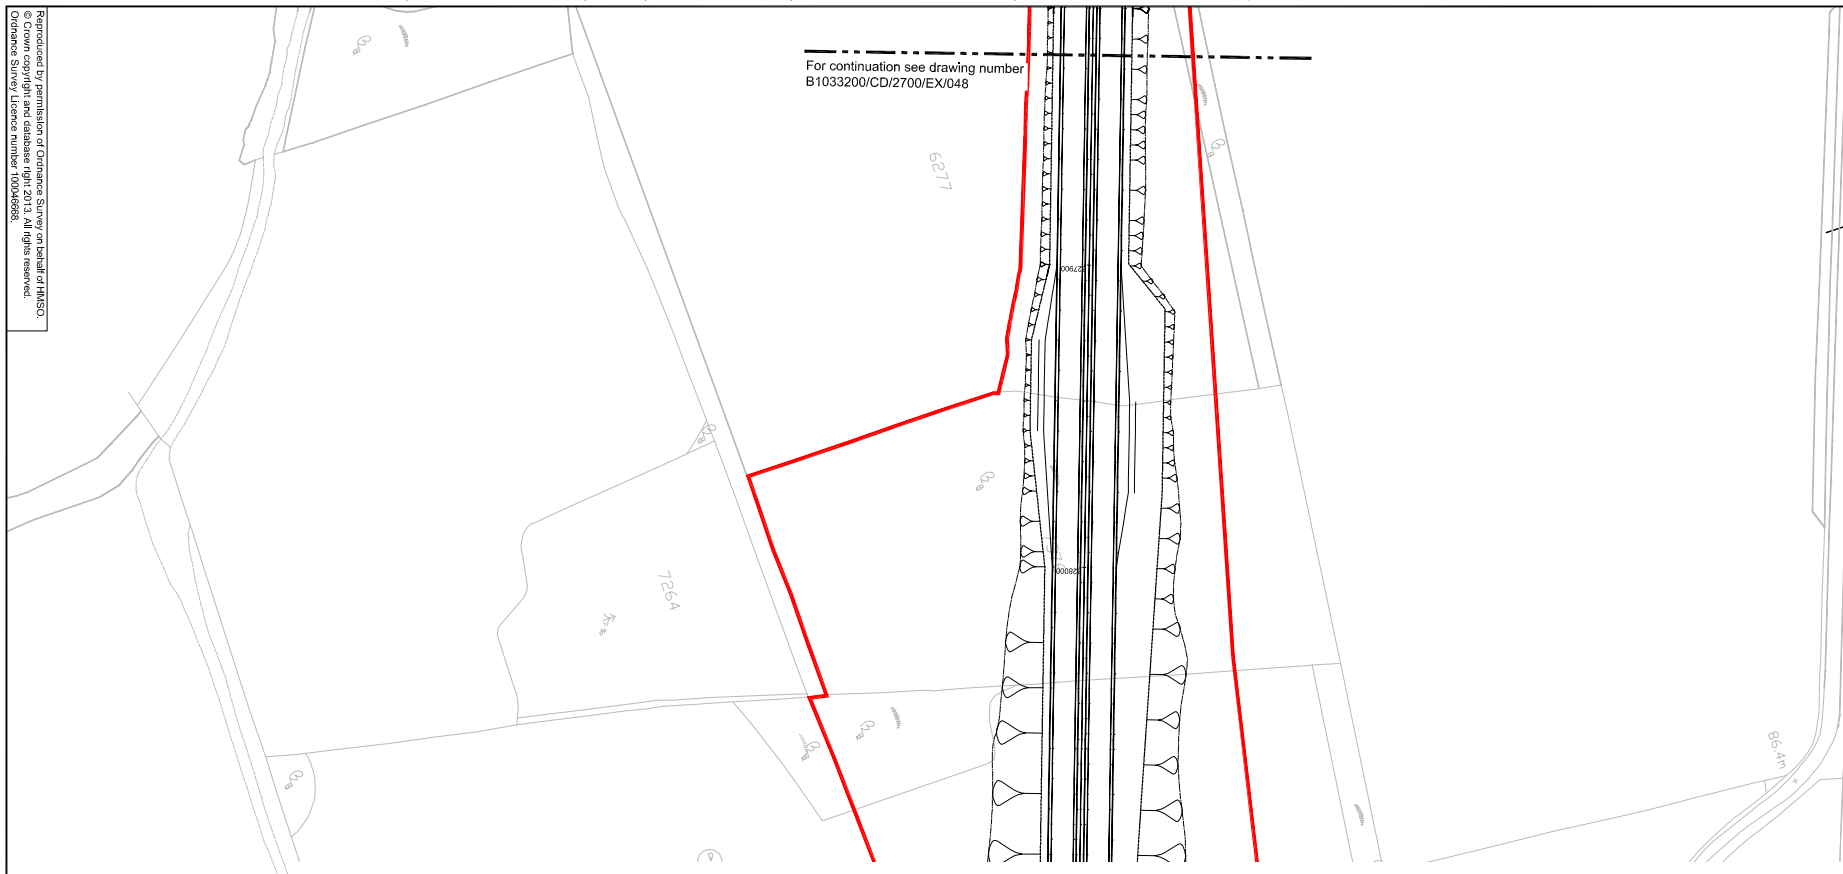 Reproduced by permission of Ordnance Survey on behalf of HMSO.
© Crown copyright and database right 2013. All rights reserved.
Ordnance Survey Licence number 100046668.
For continuation see drawing number
B1033200/CD/2700/EX/048
6277
227900
228000
7264
86.4m